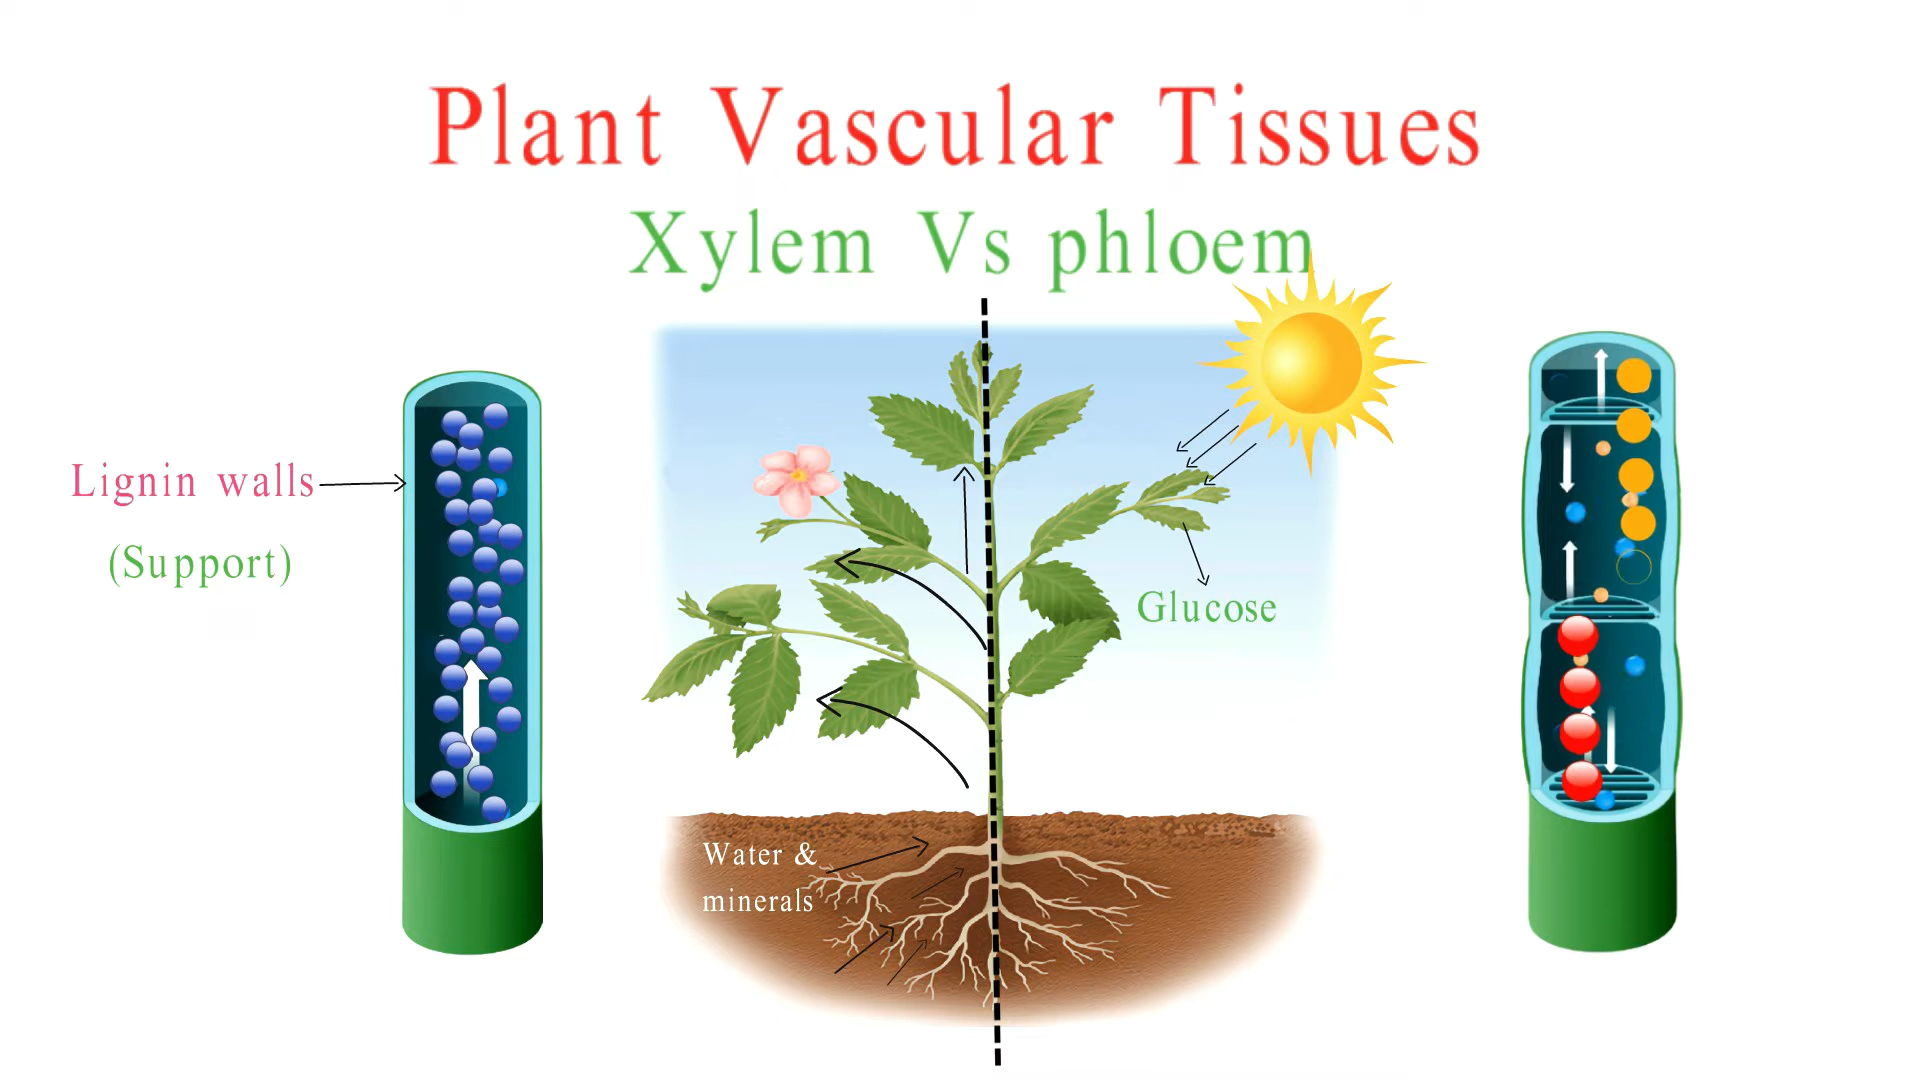 Plant Vascular Tissues
Xylem Vs phloem
Lignin walls
(Support)
Glucose
Water &
minerals